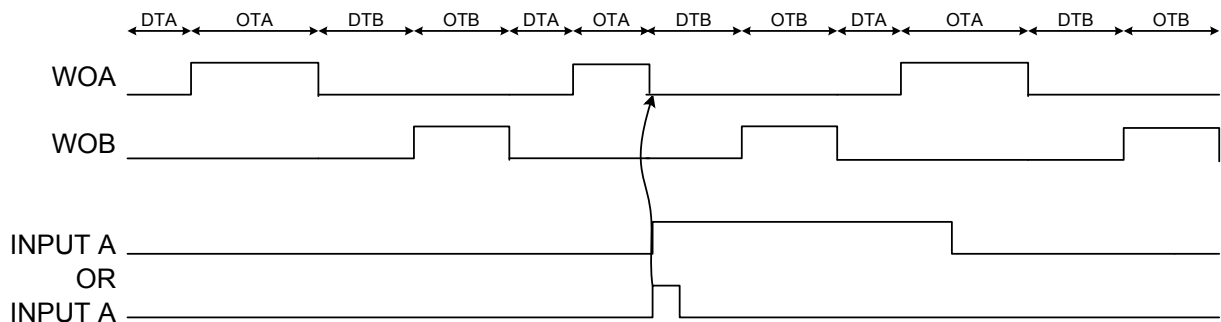 DTA OTA DTB OTB DTA OTA DTB OTB DTA OTA DTB OTB
WOA
WOB
INPUT A
OR
INPUT A